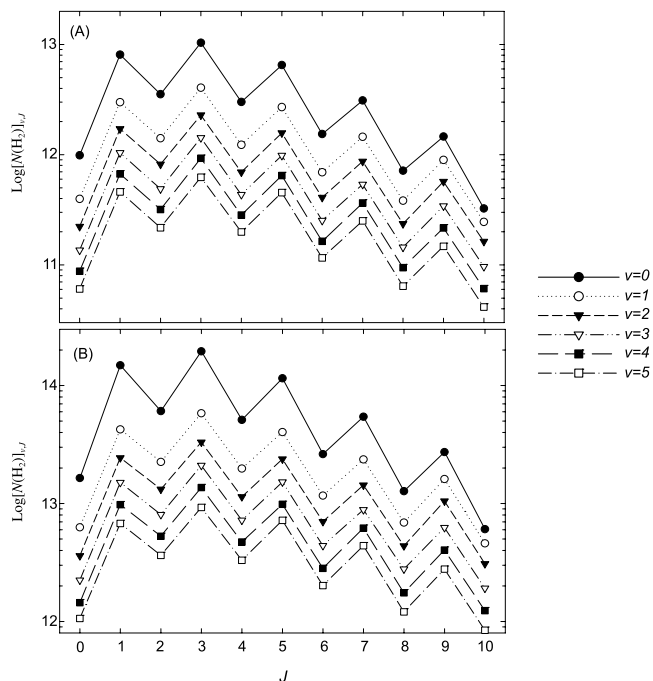 (A)
13
12
11
Log[N(H₂)]ᵥ,J
(B)
14
13
12
Log[N(H₂)]ᵥ,J
0 1 2 3 4 5 6 7 8 9 10
J
v=0
v=1
v=2
v=3
v=4
v=5